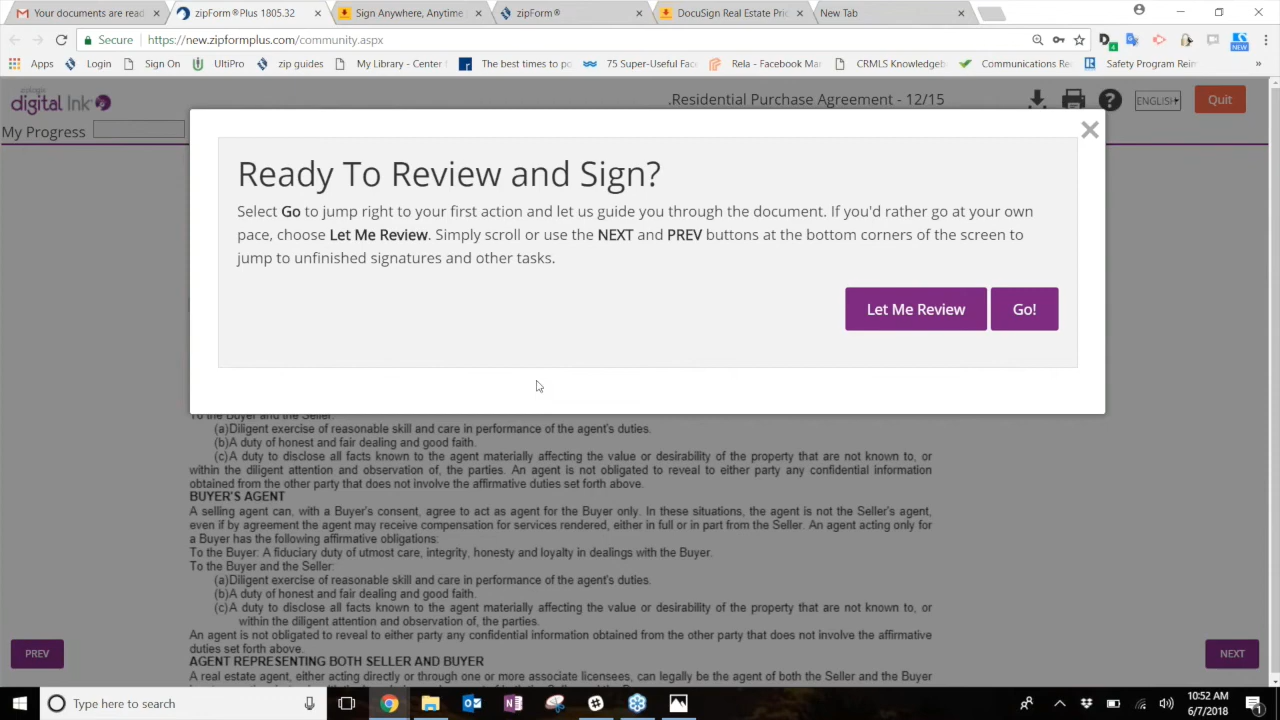 Your documents are read
zipForm®Plus 1805.32
Sign Anywhere, Anytime
zipForm®
DocuSign Real Estate Pric
New Tab
Secure
https://new.zipformplus.com/community.aspx
Apps
Login
Sign On
UltiPro
zip guides
My Library - Center
The best times to po
75 Super-Useful Face
Rela - Facebook Mar
CRMLS Knowledgeb
Communications Re
Safety Program Rein
NEW
»
digital Ink®
.Residential Purchase Agreement - 12/15
ENGLISH
Quit
My Progress
Ready To Review and Sign?
Select Go to jump right to your first action and let us guide you through the document. If you'd rather go at your own
pace, choose Let Me Review. Simply scroll or use the NEXT and PREV buttons at the bottom corners of the screen to
jump to unfinished signatures and other tasks.
Let Me Review
Go!
To the Buyer and the Seller:
(a)Diligent exercise of reasonable skill and care in performance of the agent's duties.
(b)A duty of honest and fair dealing and good faith.
(c)A duty to disclose all facts known to the agent materially affecting the value or desirability of the property that are not known to, or
within the diligent attention and observation of, the parties. An agent is not obligated to reveal to either party any confidential information
obtained from the other party that does not involve the affirmative duties set forth above.
BUYER'S AGENT
A selling agent can, with a Buyer's consent, agree to act as agent for the Buyer only. In these situations, the agent is not the Seller's agent,
even if by agreement the agent may receive compensation for services rendered, either in full or in part from the Seller. An agent acting only for
a Buyer has the following affirmative obligations:
To the Buyer: A fiduciary duty of utmost care, integrity, honesty and loyalty in dealings with the Buyer.
To the Buyer and the Seller:
(a)Diligent exercise of reasonable skill and care in performance of the agent's duties.
(b)A duty of honest and fair dealing and good faith.
(c)A duty to disclose all facts known to the agent materially affecting the value or desirability of the property that are not known to, or
within the diligent attention and observation of, the parties.
An agent is not obligated to reveal to either party any confidential information obtained from the other party that does not involve the affirmative
duties set forth above.
AGENT REPRESENTING BOTH SELLER AND BUYER
A real estate agent, either acting directly or through one or more associate licensees, can legally be the agent of both the Seller and the Buyer
PREV
NEXT
Type here to search
10:52 AM
6/7/2018